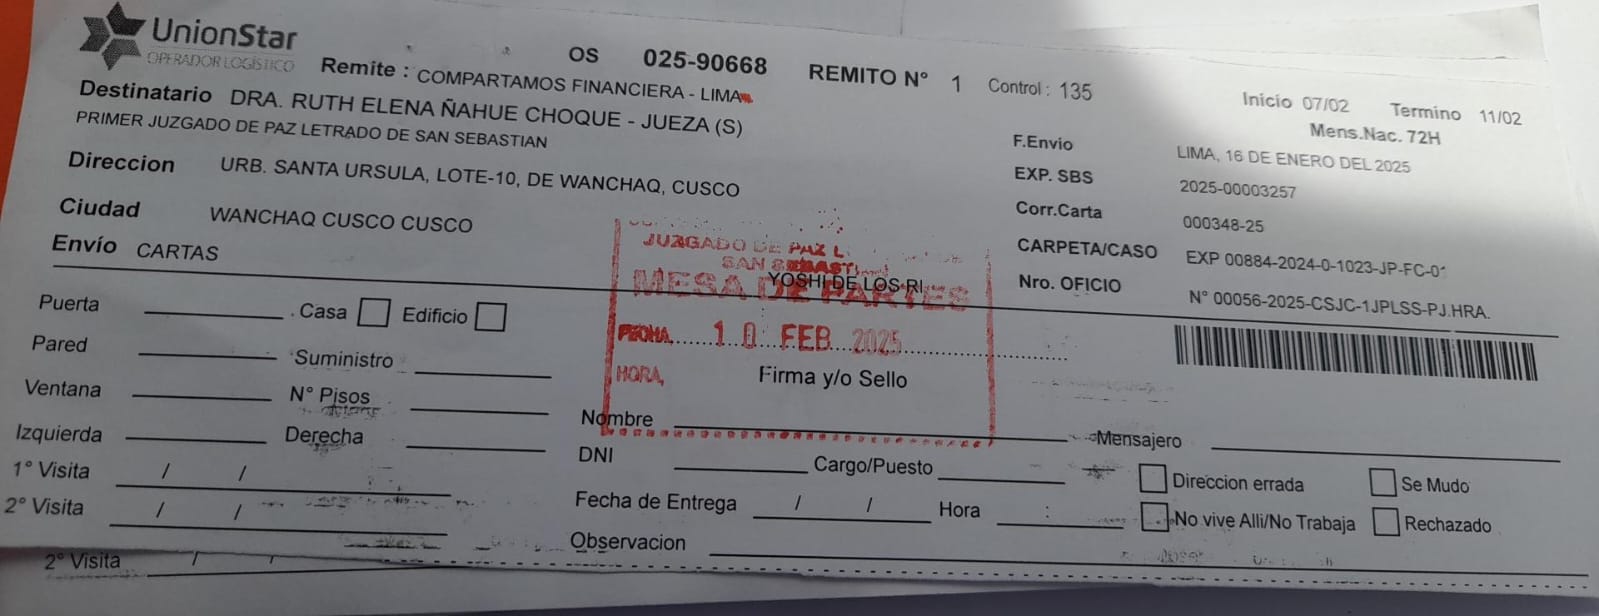 UnionStar
OPERADOR LOGÍSTICO
OS 025-90668 REMITO N° 1 Control : 135
Inicio 07/02 Termino 11/02
Mens.Nac. 72H
Remite : COMPARTAMOS FINANCIERA - LIMA
Destinatario DRA. RUTH ELENA ÑAHUE CHOQUE - JUEZA (S)
PRIMER JUZGADO DE PAZ LETRADO DE SAN SEBASTIAN
Direccion URB. SANTA URSULA, LOTE-10, DE WANCHAQ, CUSCO
Ciudad WANCHAQ CUSCO CUSCO
Envío CARTAS
F.Envio LIMA, 16 DE ENERO DEL 2025
EXP. SBS 2025-00003257
Corr.Carta 000348-25
CARPETA/CASO EXP 00884-2024-0-1023-JP-FC-01
Nro. OFICIO N° 00056-2025-CSJC-1JPLSS-PJ.HRA.
JUZGADO DE PAZ L
SAN SEBASTI
YOSHI DE LOS RI
MESA DE PARTES
FECHA, 10 FEB 2025
HORA,
Firma y/o Sello
Puerta . Casa Edificio
Pared Suministro
Ventana N° Pisos
Izquierda Derecha
1° Visita / /
2° Visita / /
2° Visita / /
Nombre
DNI Cargo/Puesto
Fecha de Entrega / / Hora :
Observacion
Mensajero
Direccion errada Se Mudo
No vive Alli/No Trabaja Rechazado